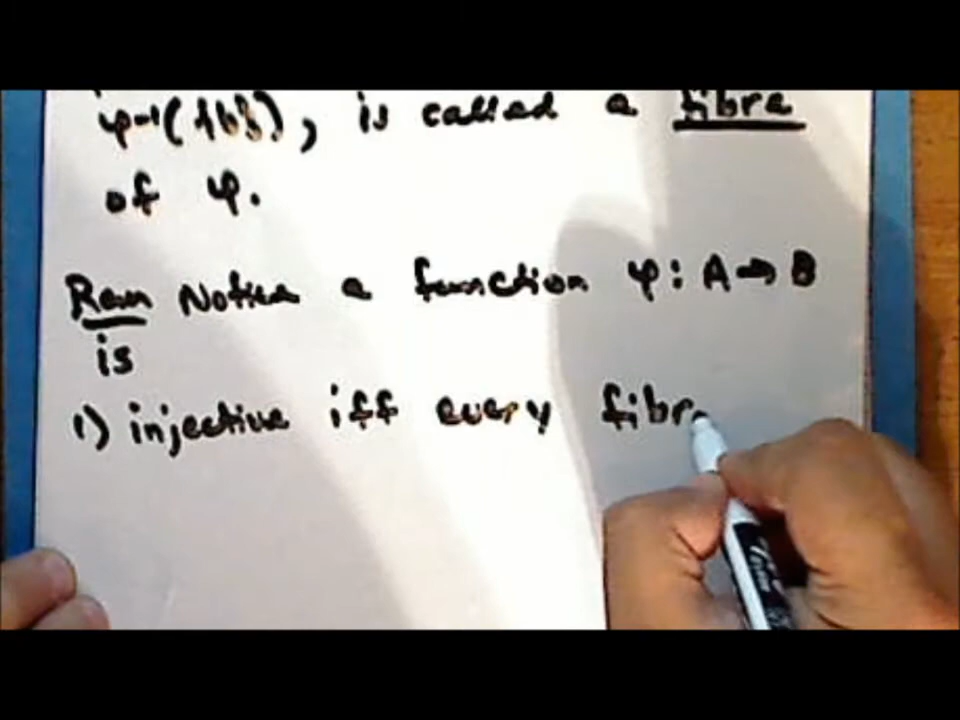 φ-1({b}), is called a fibre
of φ.
Rem Notice a function φ: A → B
is
1) injective iff every fibr